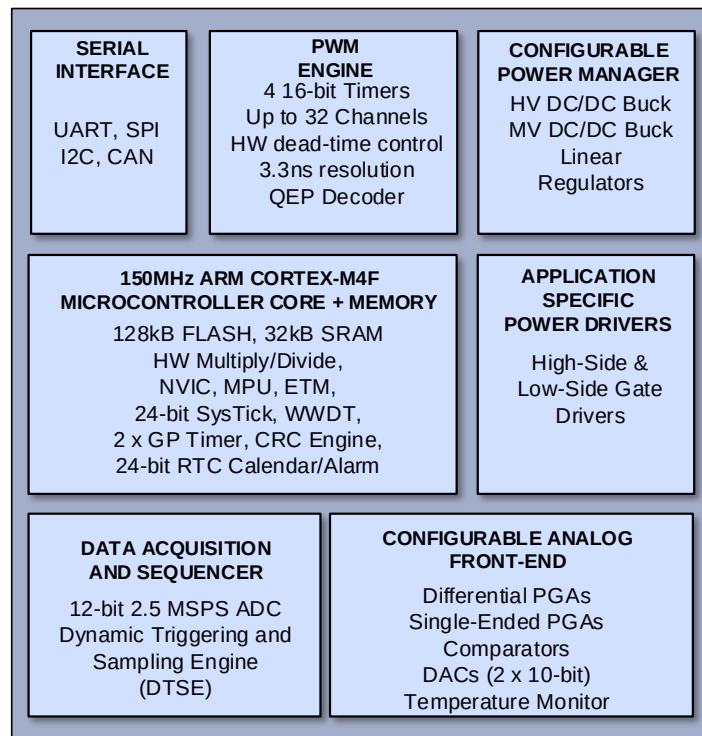 SERIAL
INTERFACE
UART, SPI
I2C, CAN
PWM
ENGINE
4 16-bit Timers
Up to 32 Channels
HW dead-time control
3.3ns resolution
QEP Decoder
CONFIGURABLE
POWER MANAGER
HV DC/DC Buck
MV DC/DC Buck
Linear
Regulators
150MHz ARM CORTEX-M4F
MICROCONTROLLER CORE + MEMORY
128kB FLASH, 32kB SRAM
HW Multiply/Divide,
NVIC, MPU, ETM,
24-bit SysTick, WWDT,
2 x GP Timer, CRC Engine,
24-bit RTC Calendar/Alarm
APPLICATION
SPECIFIC
POWER DRIVERS
High-Side &
Low-Side Gate
Drivers
DATA ACQUISITION
AND SEQUENCER
12-bit 2.5 MSPS ADC
Dynamic Triggering and
Sampling Engine
(DTSE)
CONFIGURABLE ANALOG
FRONT-END
Differential PGAs
Single-Ended PGAs
Comparators
DACs (2 x 10-bit)
Temperature Monitor